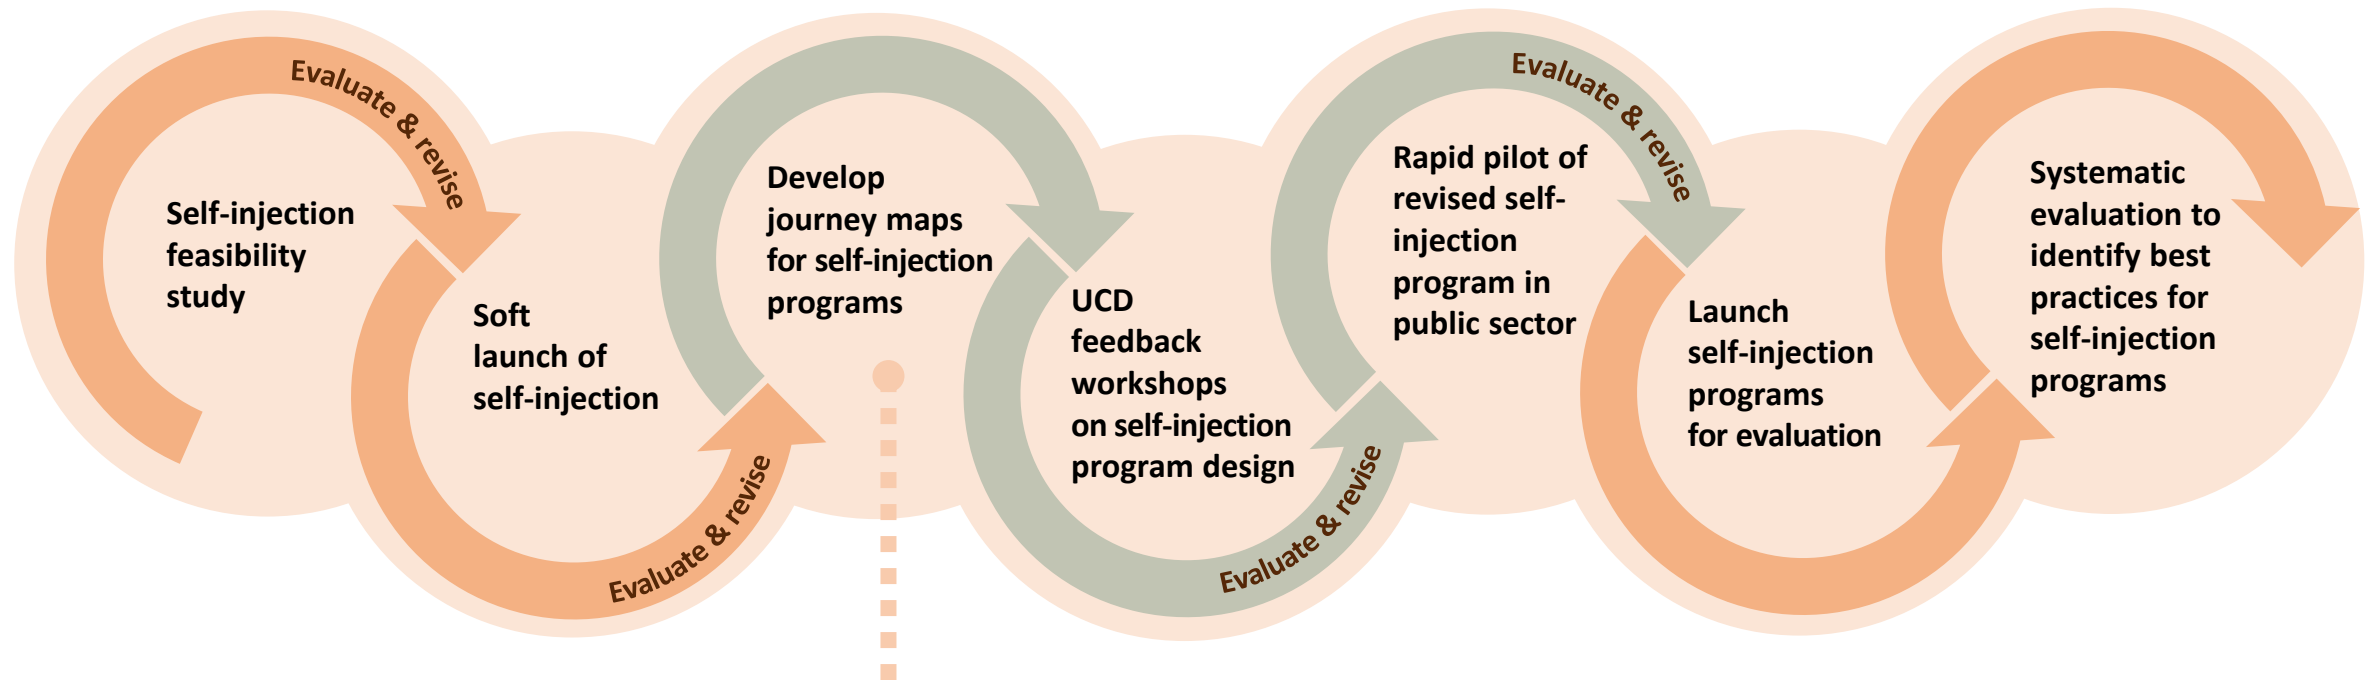 Evaluate & revise
Self-injection
feasibility
study
Soft
launch of
self-injection
Evaluate & revise
Develop
journey maps
for self-injection
programs
UCD
feedback
workshops
on self-injection
program design
Evaluate & revise
Evaluate & revise
Rapid pilot of
revised self-
injection
program in
public sector
Launch
self-injection
programs
for evaluation
Systematic
evaluation to
identify best
practices for
self-injection
programs